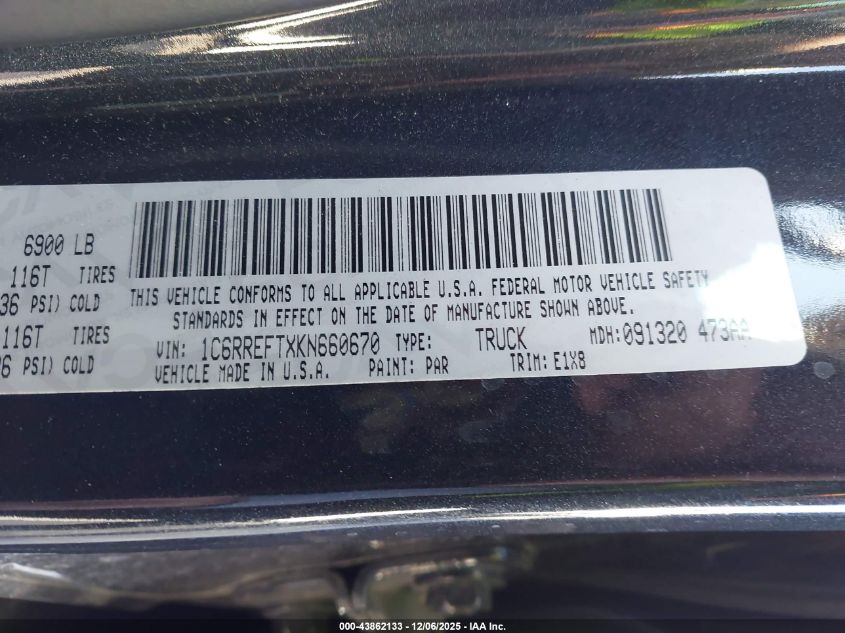 6900 LB
116T TIRES
36 PSI) COLD
116T TIRES
36 PSI) COLD
THIS VEHICLE CONFORMS TO ALL APPLICABLE U.S.A. FEDERAL MOTOR VEHICLE SAFETY
STANDARDS IN EFFECT ON THE DATE OF MANUFACTURE SHOWN ABOVE.
VIN: 1C6RREFTXKN660670 TYPE: TRUCK MDH:091320 473AA
VEHICLE MADE IN U.S.A. PAINT: PAR TRIM: E1X8
000-43862133 - 12/06/2025 - IAA Inc.